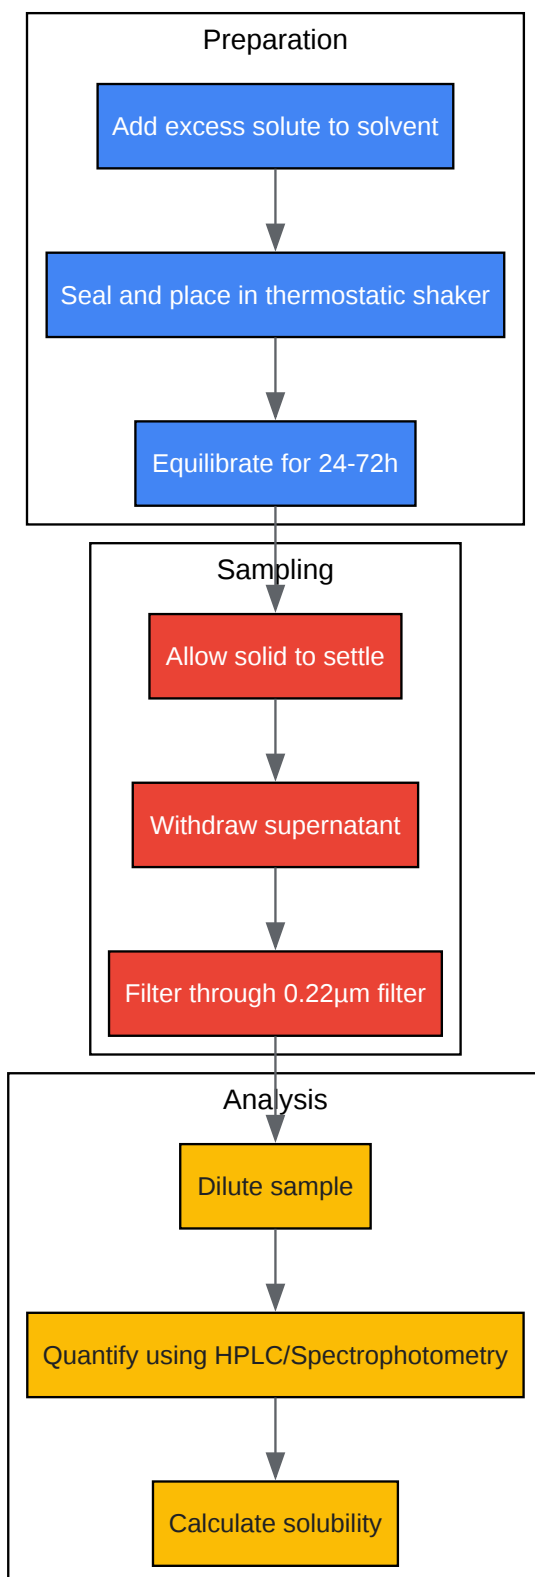 Preparation
Add excess solute to solvent
Seal and place in thermostatic shaker
Equilibrate for 24-72h
Sampling
Allow solid to settle
Withdraw supernatant
Filter through 0.22µm filter
Analysis
Dilute sample
Quantify using HPLC/Spectrophotometry
Calculate solubility